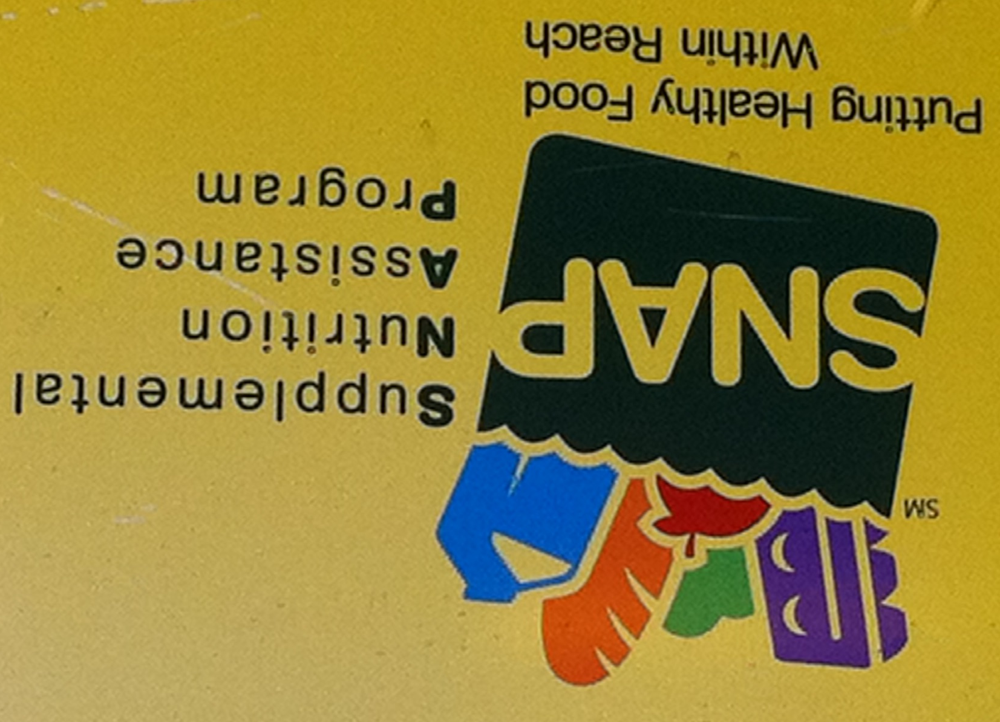 SM
SNAP
Putting Healthy Food
Within Reach
Supplemental
Nutrition
Assistance
Program